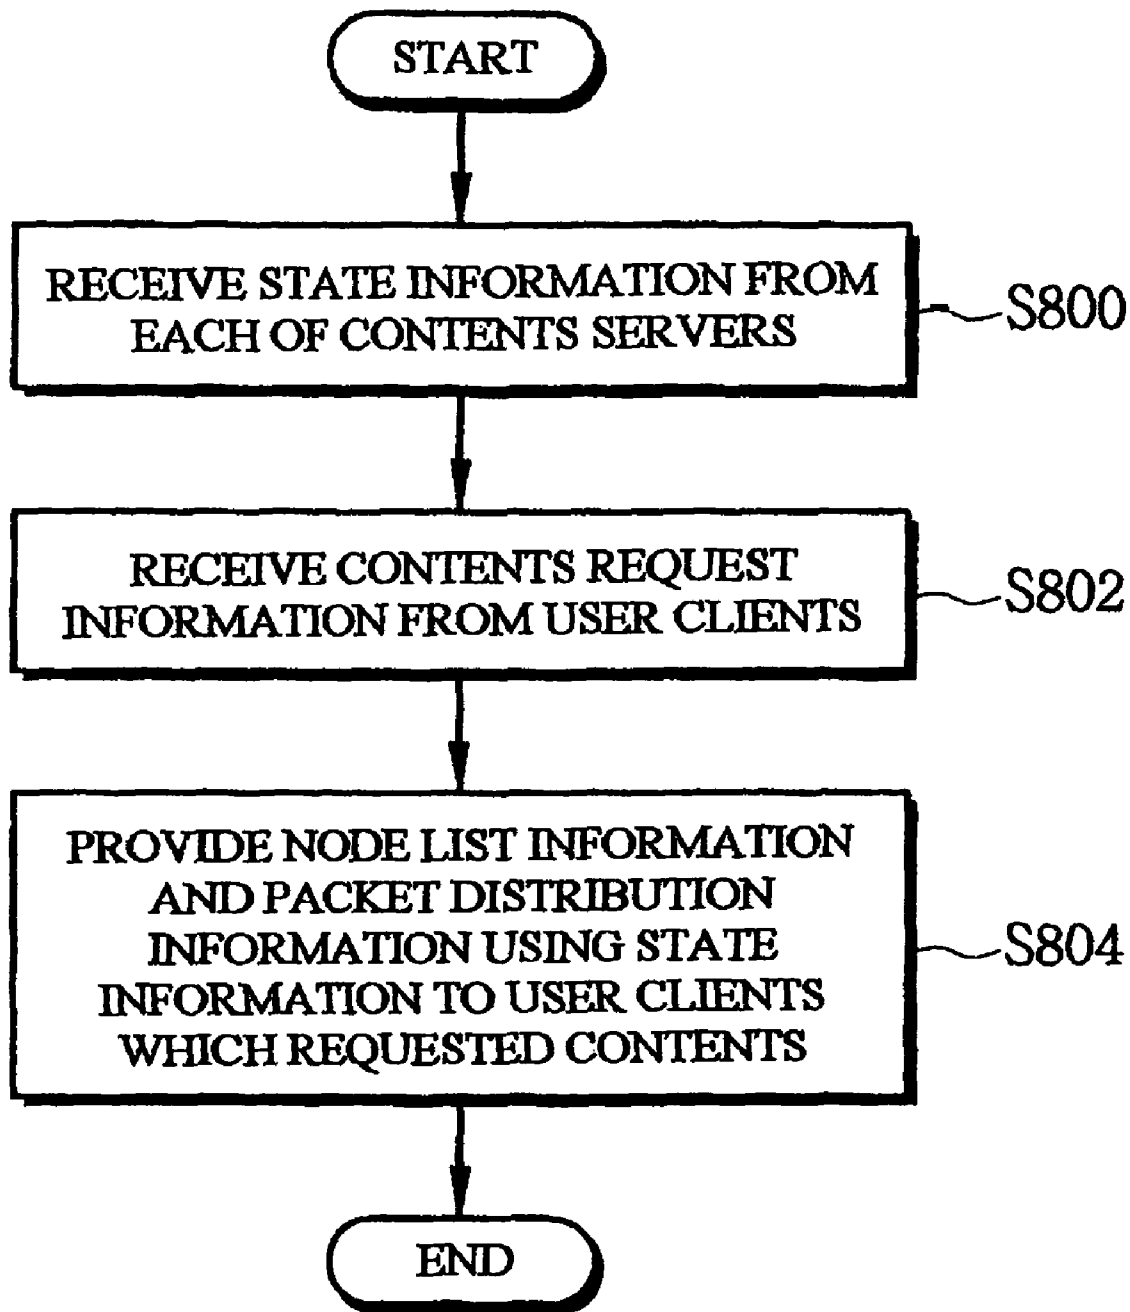 START
RECEIVE STATE INFORMATION FROM
EACH OF CONTENTS SERVERS
S800
RECEIVE CONTENTS REQUEST
INFORMATION FROM USER CLIENTS
S802
PROVIDE NODE LIST INFORMATION
AND PACKET DISTRIBUTION
INFORMATION USING STATE
INFORMATION TO USER CLIENTS
WHICH REQUESTED CONTENTS
S804
END